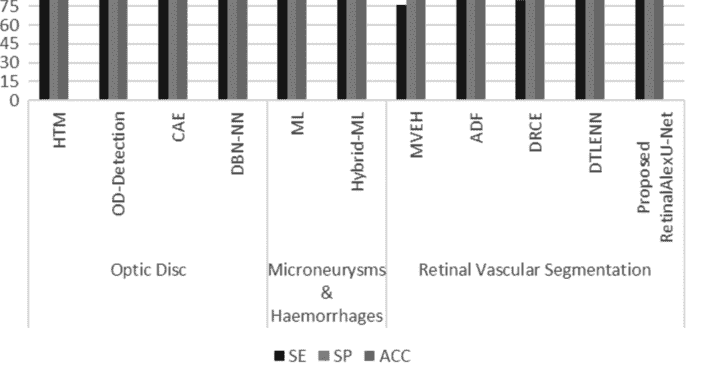 75
60
45
30
15
0
HTM
OD-Detection
CAE
DBN-NN
ML
Hybrid-ML
MVEH
ADF
DRCE
DTLENN
Proposed
RetinalAlexU-Net
Optic Disc
Microneurysms
&
Haemorrhages
Retinal Vascular Segmentation
SE SP ACC